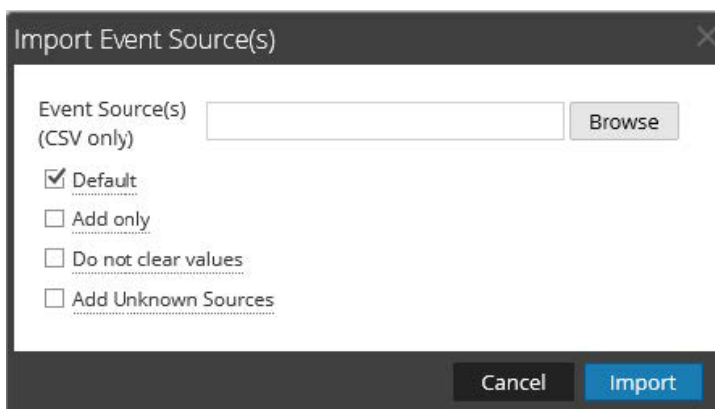 Import Event Source(s)
Event Source(s)
(CSV only)
Browse
Default
Add only
Do not clear values
Add Unknown Sources
Cancel
Import